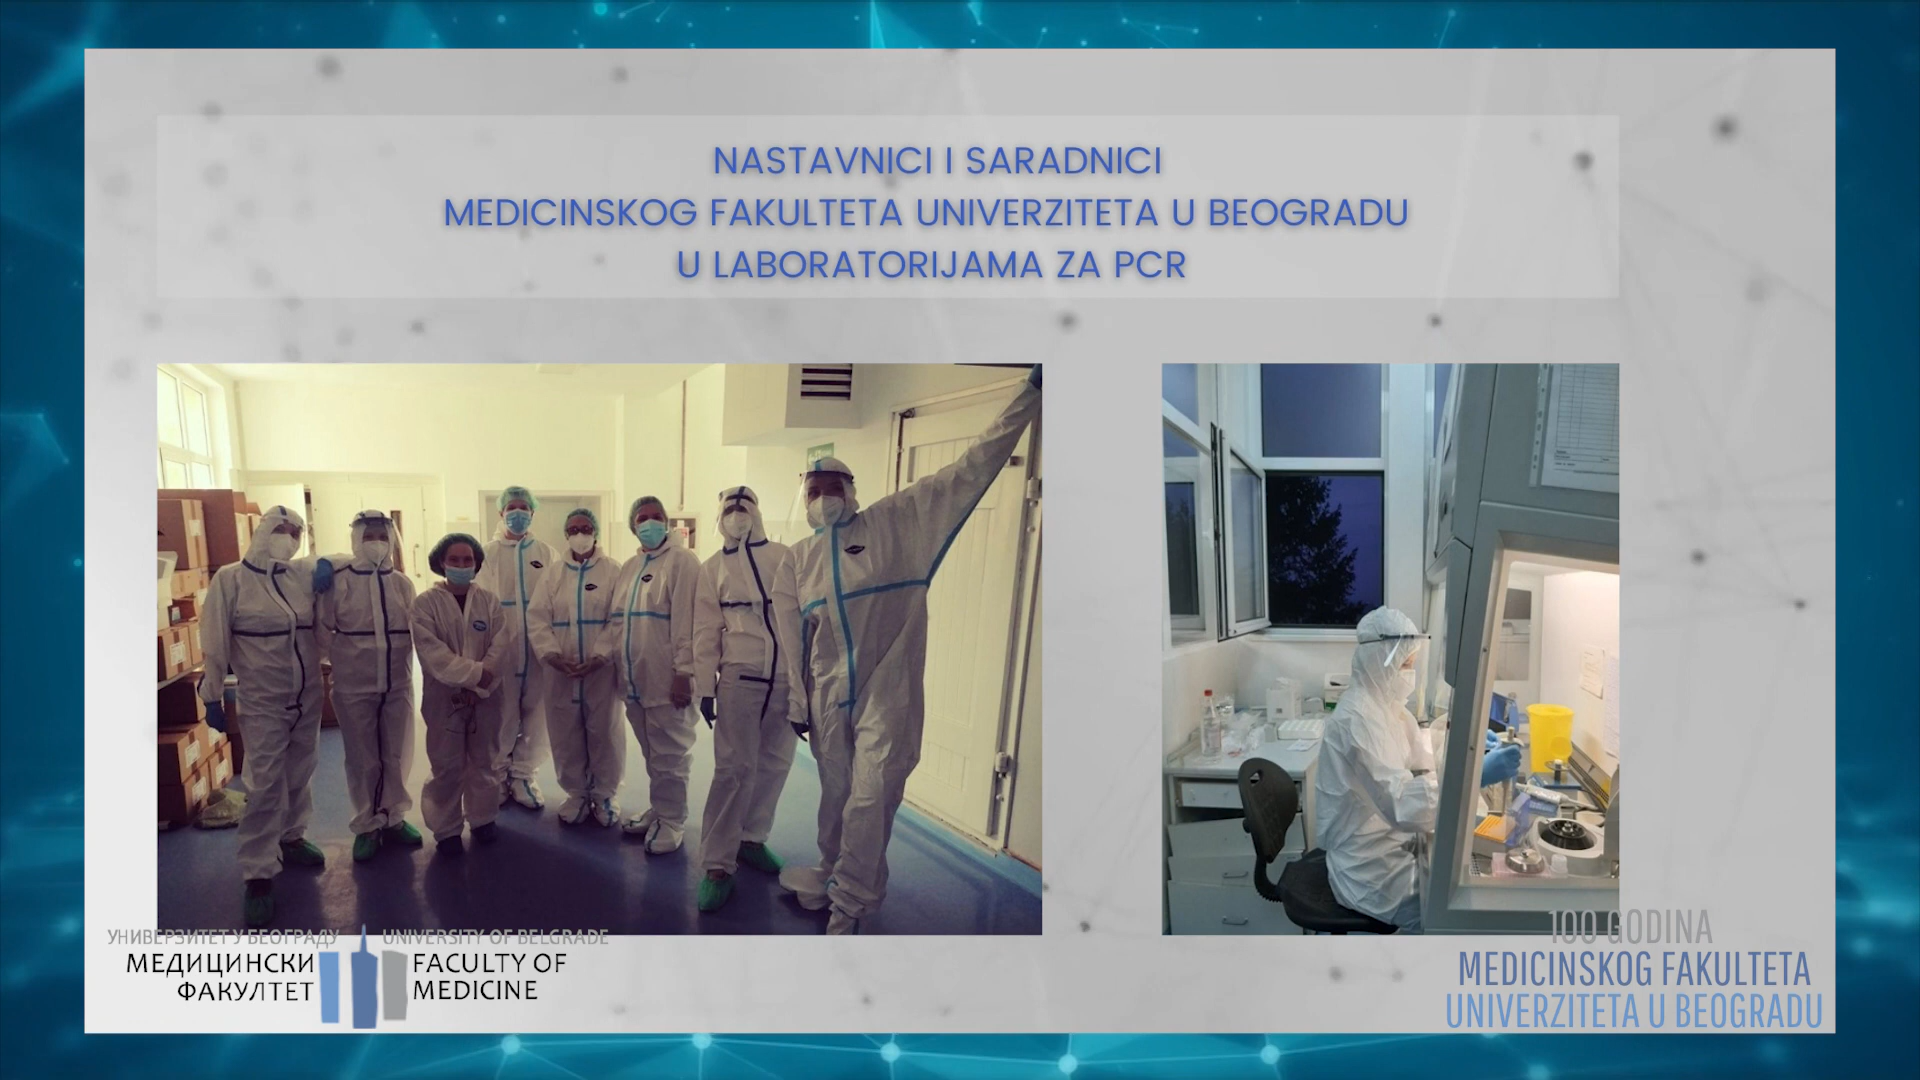 NASTAVNICI I SARADNICI
MEDICINSKOG FAKULTETA UNIVERZITETA U BEOGRADU
U LABORATORIJAMA ZA PCR
УНИВЕРЗИТЕТ У БЕОГРАДУ
МЕДИЦИНСКИ
ФАКУЛТЕТ
UNIVERSITY OF BELGRADE
FACULTY OF
MEDICINE
100 GODINA
MEDICINSKOG FAKULTETA
UNIVERZITETA U BEOGRADU